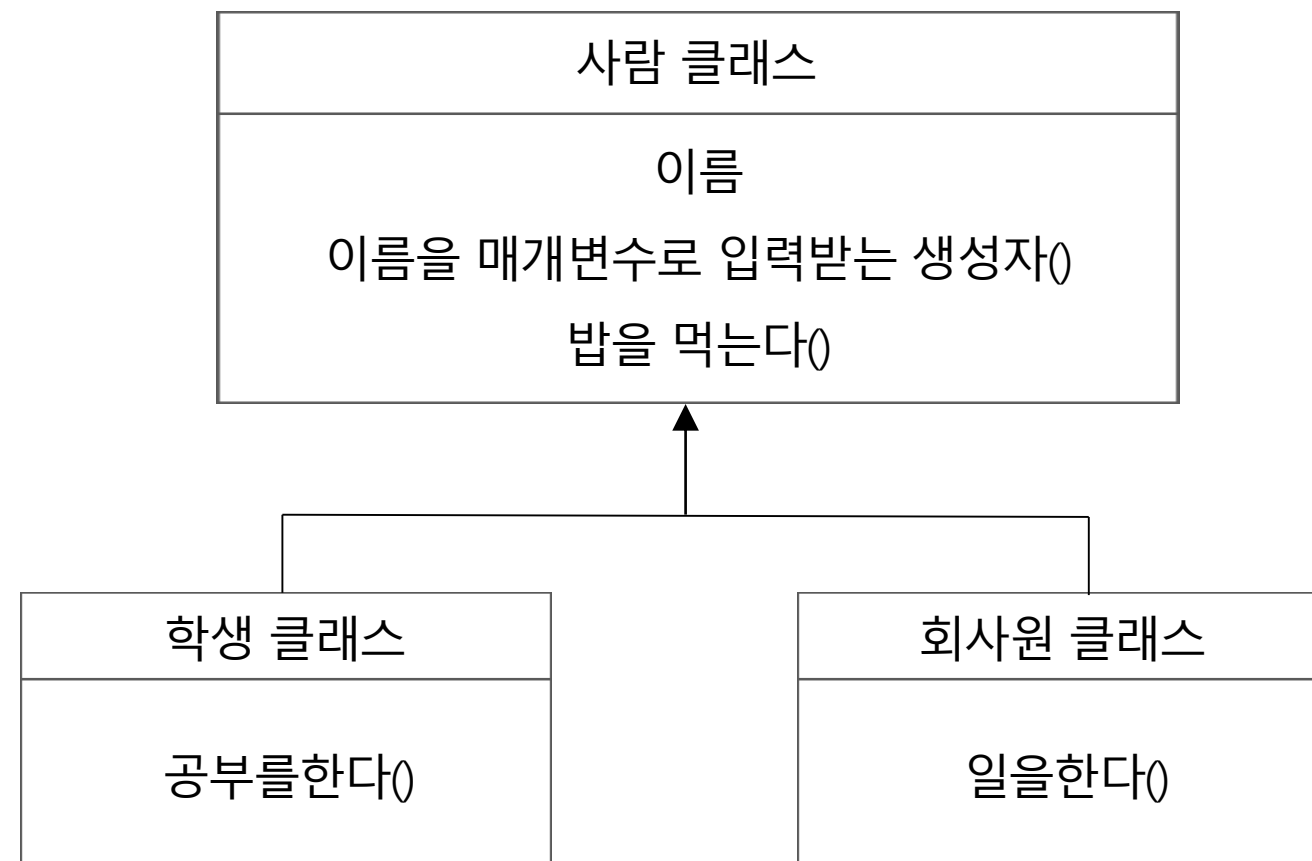 사람 클래스
이름
이름을 매개변수로 입력받는 생성자()
밥을 먹는다()
학생 클래스
회사원 클래스
공부를한다()
일을한다()